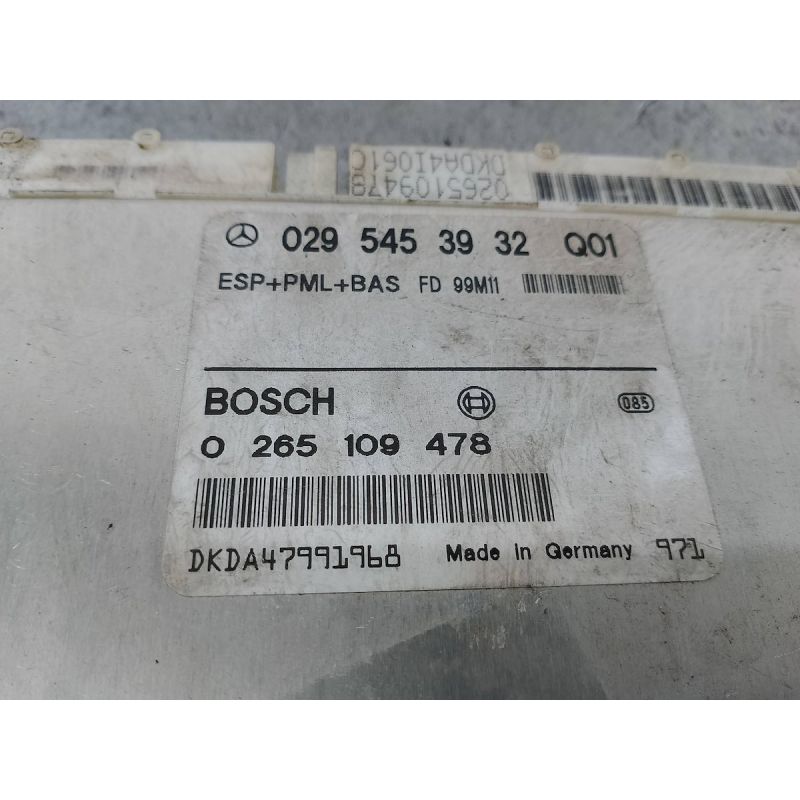 DKDA4I061C
0265109478
029 545 39 32 Q01
ESP+PML+BAS FD 99M11
BOSCH
085
0 265 109 478
DKDA47991968 Made in Germany 971